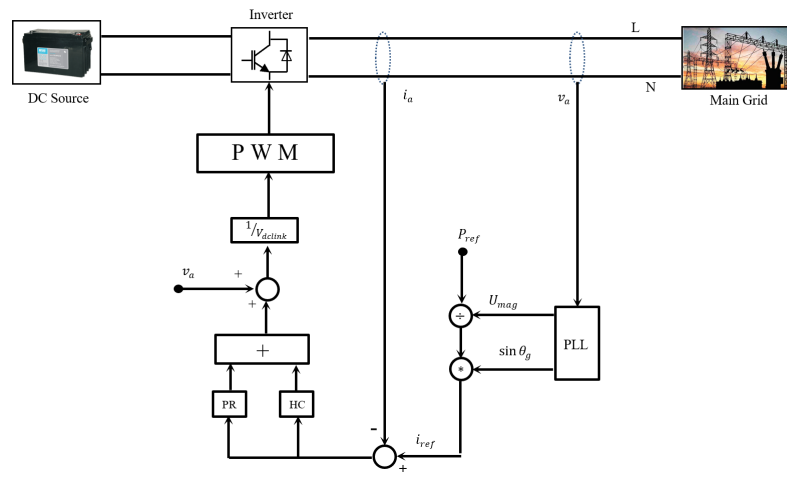 Inverter
L
N
DC Source
Main Grid
i_a
v_a
P W M
1/V_dclink
P_ref
v_a
+
+
U_mag
÷
PLL
+
sin θ_g
*
PR
HC
-
i_ref
+